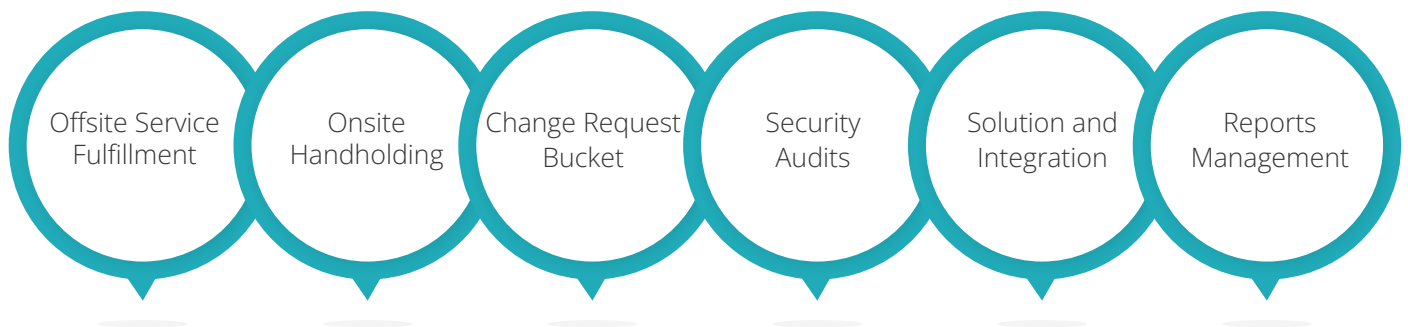 Offsite Service
Fulfillment
Onsite
Handholding
Change Request
Bucket
Security
Audits
Solution and
Integration
Reports
Management